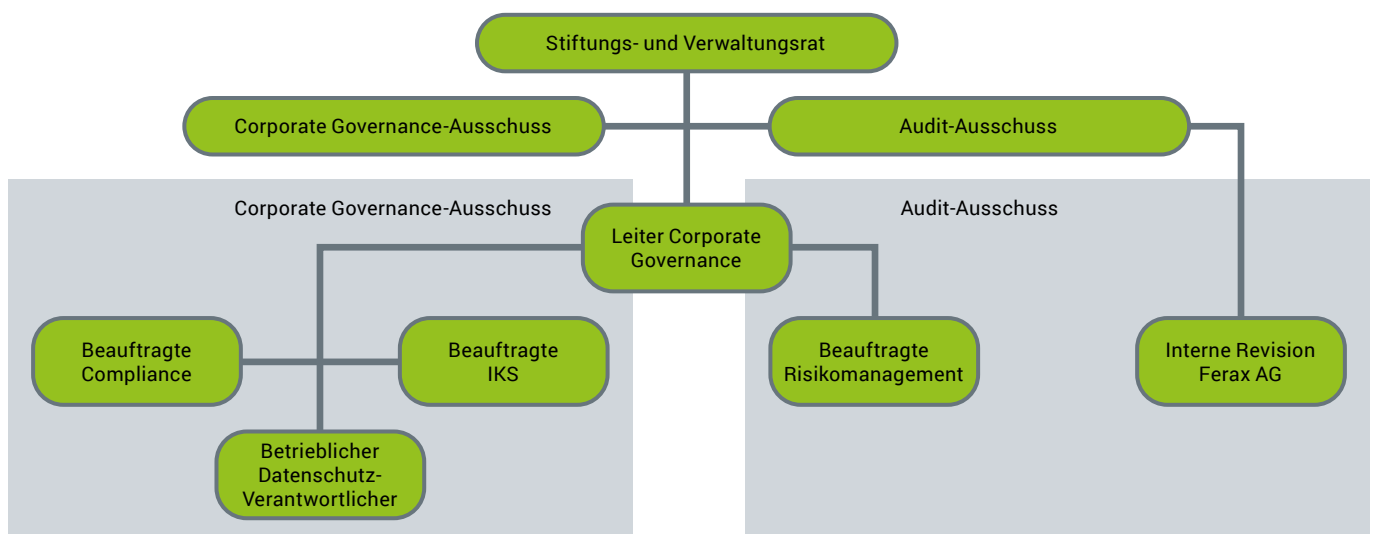 Stiftungs- und Verwaltungsrat
Corporate Governance-Ausschuss
Audit-Ausschuss
Corporate Governance-Ausschuss
Audit-Ausschuss
Leiter Corporate
Governance
Beauftragte
Compliance
Beauftragte
IKS
Beauftragte
Risikomanagement
Interne Revision
Ferax AG
Betrieblicher
Datenschutz-
Verantwortlicher